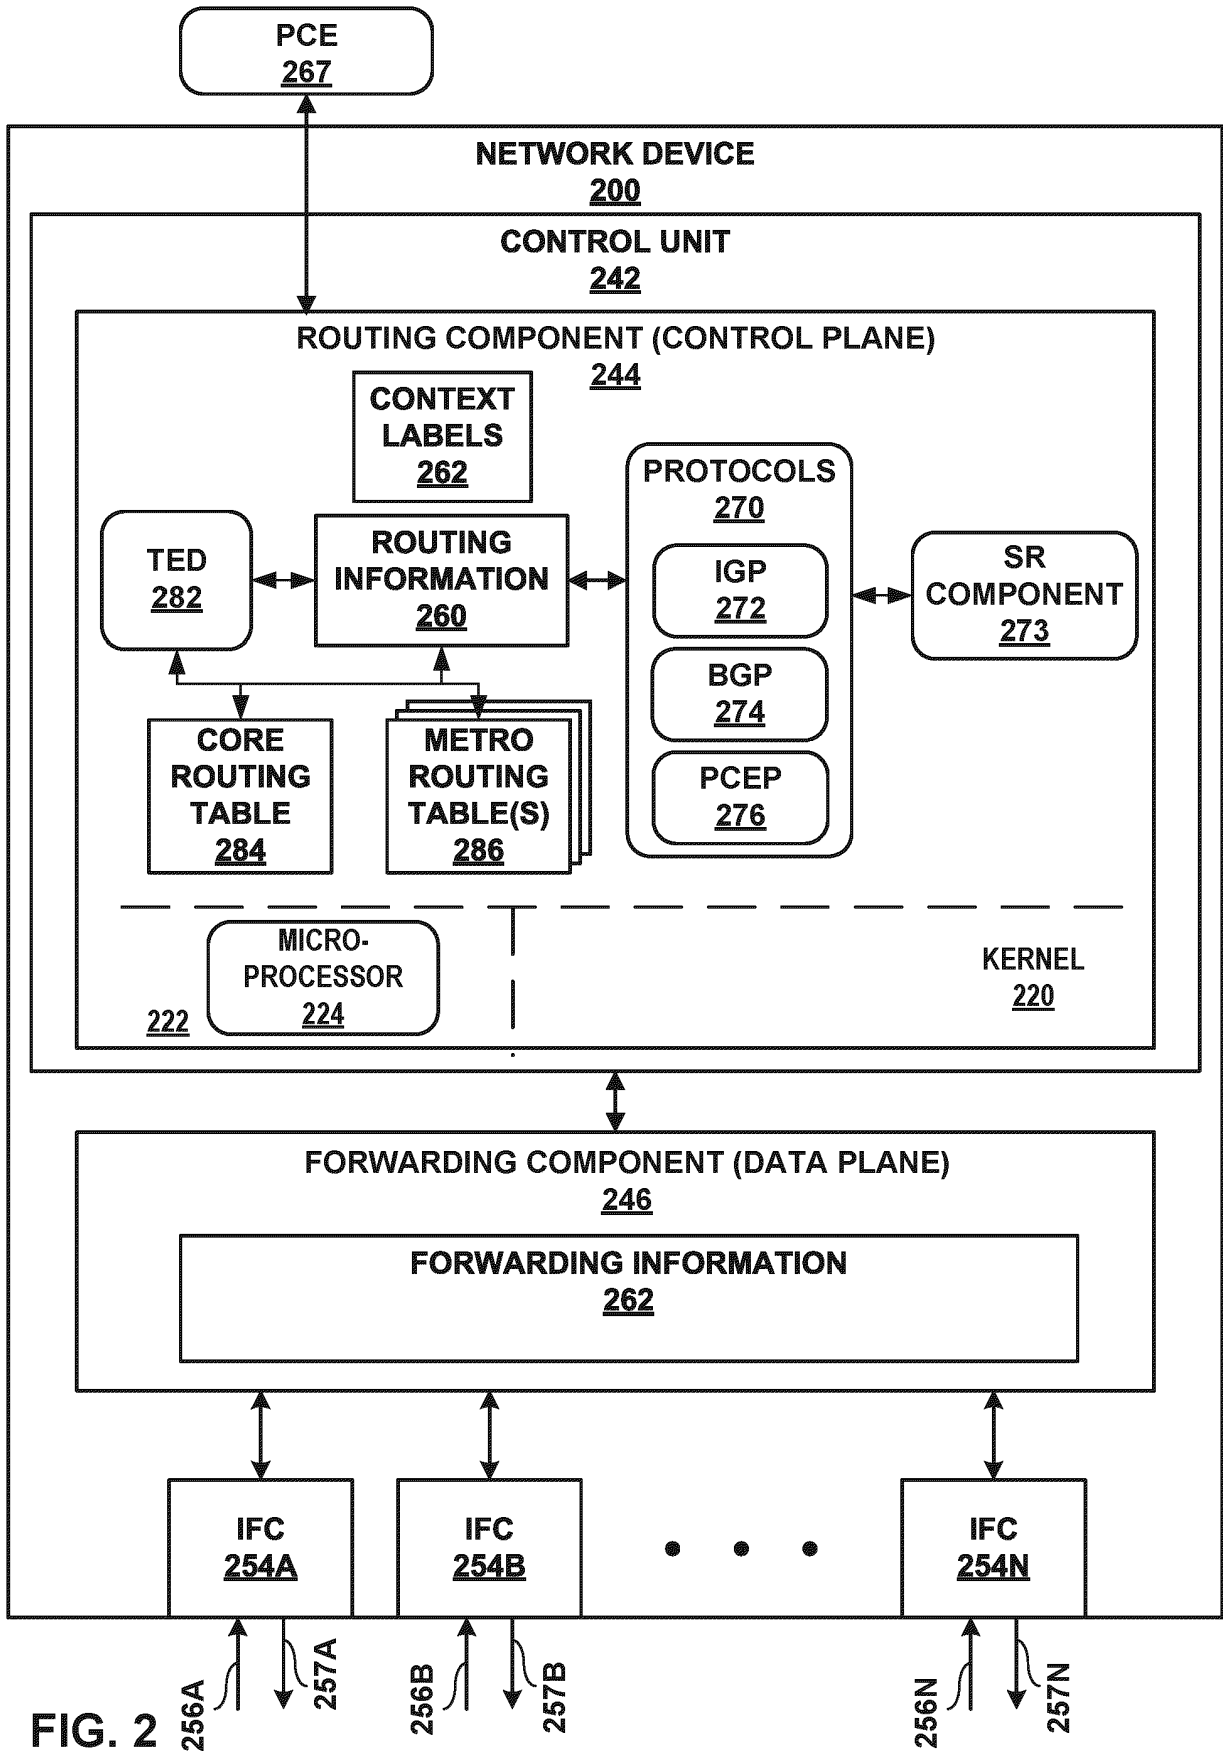 PCE
267
NETWORK DEVICE
200
CONTROL UNIT
242
ROUTING COMPONENT (CONTROL PLANE)
244
CONTEXT
LABELS
262
PROTOCOLS
270
TED
282
ROUTING
INFORMATION
260
IGP
272
SR
COMPONENT
273
BGP
274
CORE
ROUTING
TABLE
284
METRO
ROUTING
TABLE(S)
286
PCEP
276
MICRO-
PROCESSOR
224
222
KERNEL
220
FORWARDING COMPONENT (DATA PLANE)
246
FORWARDING INFORMATION
262
IFC
254A
IFC
254B
IFC
254N
256A
257A
256B
257B
256N
257N
FIG. 2